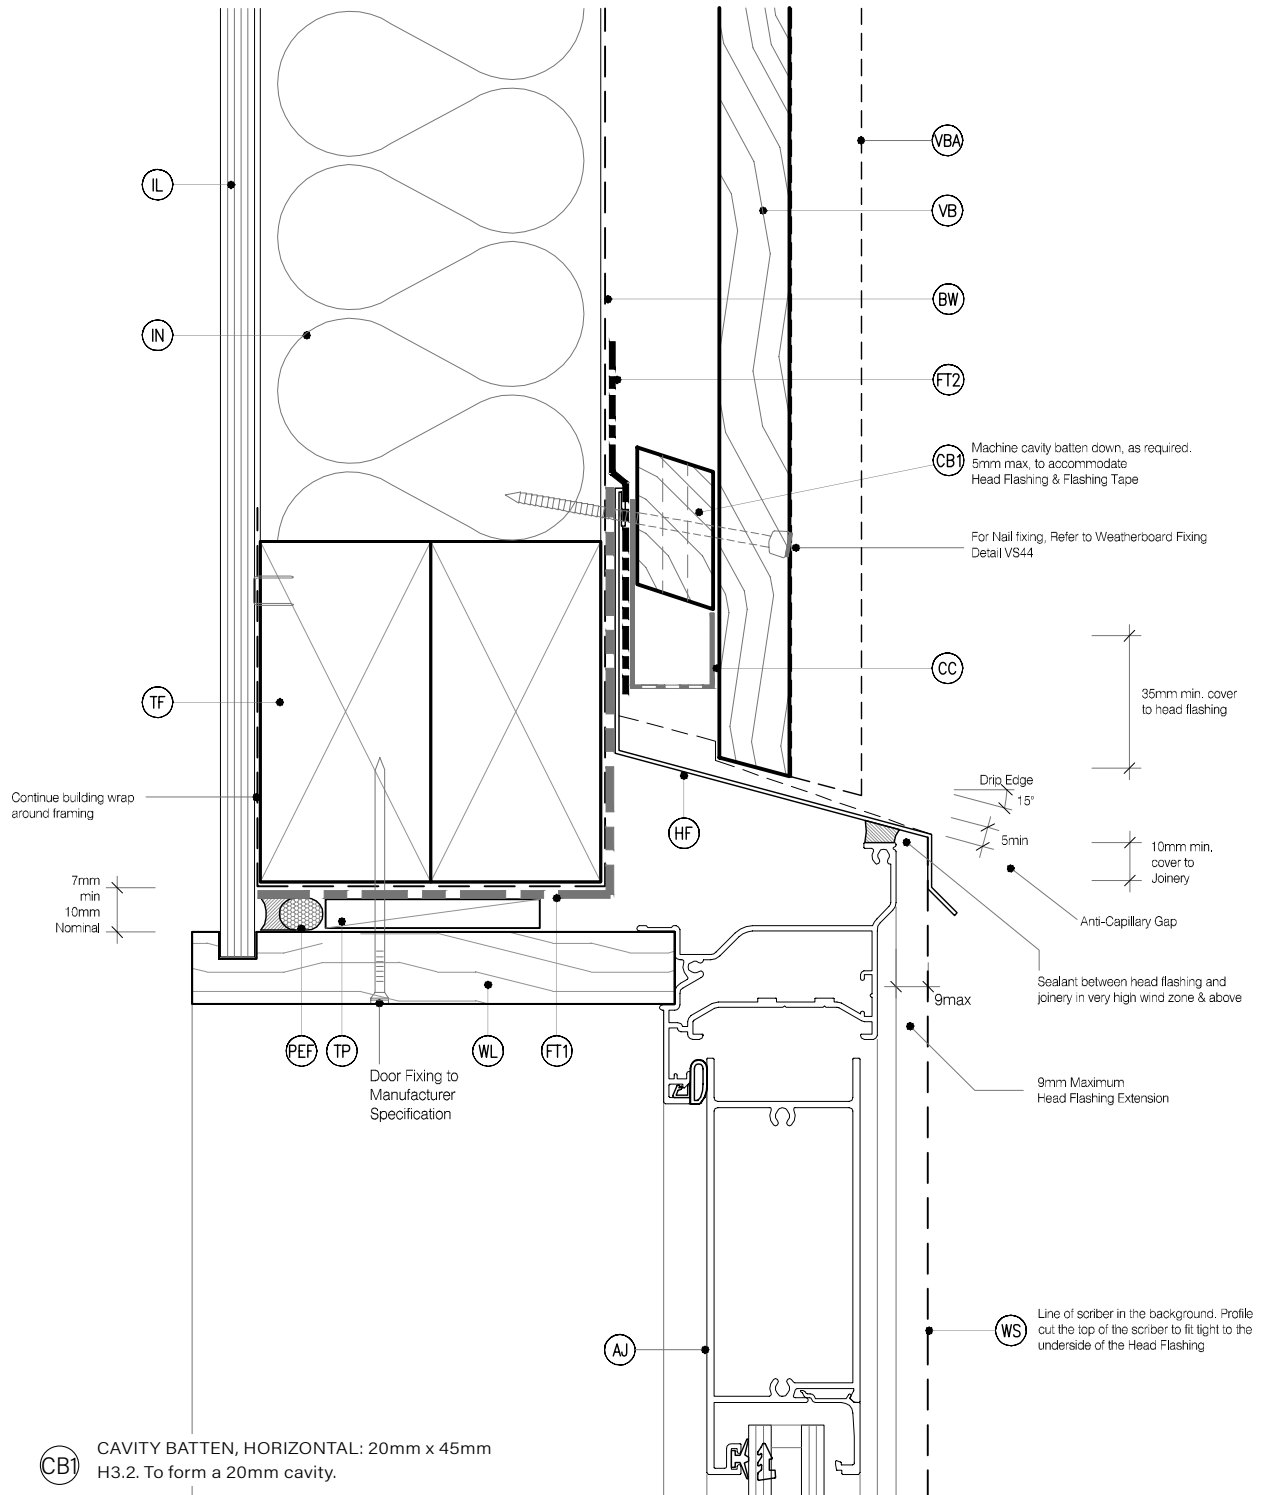 VBA
IL
VB
BW
IN
FT2
CB1
Machine cavity batten down, as required.
5mm max, to accommodate
Head Flashing & Flashing Tape
For Nail fixing, Refer to Weatherboard Fixing
Detail VS44
CC
TF
35mm min. cover
to head flashing
Continue building wrap
around framing
Drip Edge
15°
HF
5min
10mm min.
cover to
Joinery
7mm
min
10mm
Nominal
Anti-Capillary Gap
Sealant between head flashing and
joinery in very high wind zone & above
9max
PEF
TP
WL
FT1
Door Fixing to
Manufacturer
Specification
9mm Maximum
Head Flashing Extension
WS
Line of scriber in the background. Profile
cut the top of the scriber to fit tight to the
underside of the Head Flashing
AJ
CB1
CAVITY BATTEN, HORIZONTAL: 20mm x 45mm
H3.2. To form a 20mm cavity.